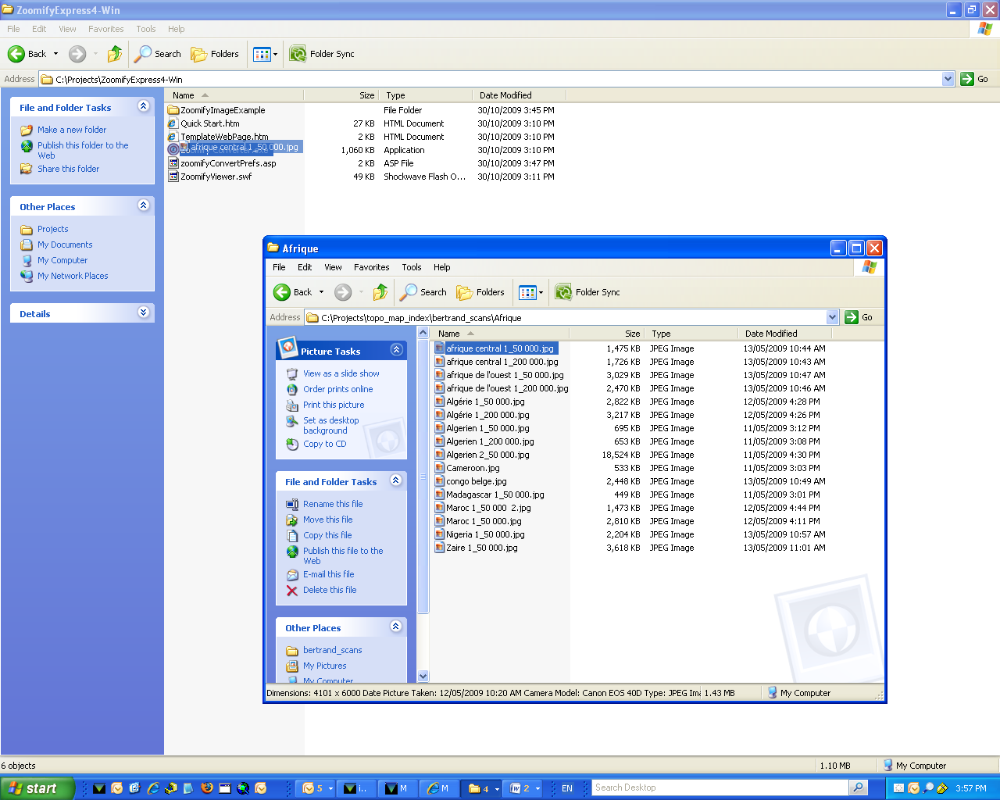 ZoomifyExpress4-Win
File Edit View Favorites Tools Help
Back Search Folders Folder Sync
Address C:\Projects\ZoomifyExpress4-Win Go
File and Folder Tasks
Make a new folder
Publish this folder to the
Web
Share this folder
Other Places
Projects
My Documents
My Computer
My Network Places
Details
Name Size Type Date Modified
ZoomifyImageExample File Folder 30/10/2009 3:45 PM
Quick Start.htm 27 KB HTML Document 30/10/2009 3:10 PM
TemplateWebPage.htm 2 KB HTML Document 30/10/2009 3:10 PM
afrique central 1_50 000.jpg 1,060 KB Application 30/10/2009 3:10 PM
zoomifyConvertPrefs.asp 2 KB ASP File 30/10/2009 3:47 PM
ZoomifyViewer.swf 49 KB Shockwave Flash O... 30/10/2009 3:11 PM
Afrique
File Edit View Favorites Tools Help
Back Search Folders Folder Sync
Address C:\Projects\topo_map_index\bertrand_scans\Afrique Go
Picture Tasks
View as a slide show
Order prints online
Print this picture
Set as desktop
background
Copy to CD
File and Folder Tasks
Rename this file
Move this file
Copy this file
Publish this file to the
Web
E-mail this file
Delete this file
Other Places
bertrand_scans
My Pictures
My Computer
Name Size Type Date Modified
afrique central 1_50 000.jpg 1,475 KB JPEG Image 13/05/2009 10:44 AM
afrique central 1_200 000.jpg 1,726 KB JPEG Image 13/05/2009 10:43 AM
afrique de l'ouest 1_50 000.jpg 3,029 KB JPEG Image 13/05/2009 10:47 AM
afrique de l'ouest 1_200 000.jpg 2,470 KB JPEG Image 13/05/2009 10:46 AM
Algérie 1_50 000.jpg 2,822 KB JPEG Image 12/05/2009 4:28 PM
Algérie 1_200 000.jpg 3,217 KB JPEG Image 12/05/2009 4:26 PM
Algerien 1_50 000.jpg 695 KB JPEG Image 11/05/2009 3:12 PM
Algerien 1_200 000.jpg 653 KB JPEG Image 11/05/2009 3:08 PM
Algerien 2_50 000.jpg 18,524 KB JPEG Image 11/05/2009 4:30 PM
Cameroon.jpg 533 KB JPEG Image 11/05/2009 3:03 PM
congo belge.jpg 2,448 KB JPEG Image 13/05/2009 10:49 AM
Madagascar 1_50 000.jpg 449 KB JPEG Image 11/05/2009 3:01 PM
Maroc 1_50 000 2.jpg 1,473 KB JPEG Image 12/05/2009 4:44 PM
Maroc 1_50 000.jpg 2,810 KB JPEG Image 12/05/2009 4:11 PM
Nigeria 1_50 000.jpg 2,204 KB JPEG Image 13/05/2009 10:57 AM
Zaire 1_50 000.jpg 3,618 KB JPEG Image 13/05/2009 11:01 AM
Dimensions: 4101 x 6000 Date Picture Taken: 12/05/2009 10:20 AM Camera Model: Canon EOS 40D Type: JPEG Ima 1.43 MB My Computer
6 objects 1.10 MB My Computer
start 5 i.. M M 4 2 EN Search Desktop 3:57 PM